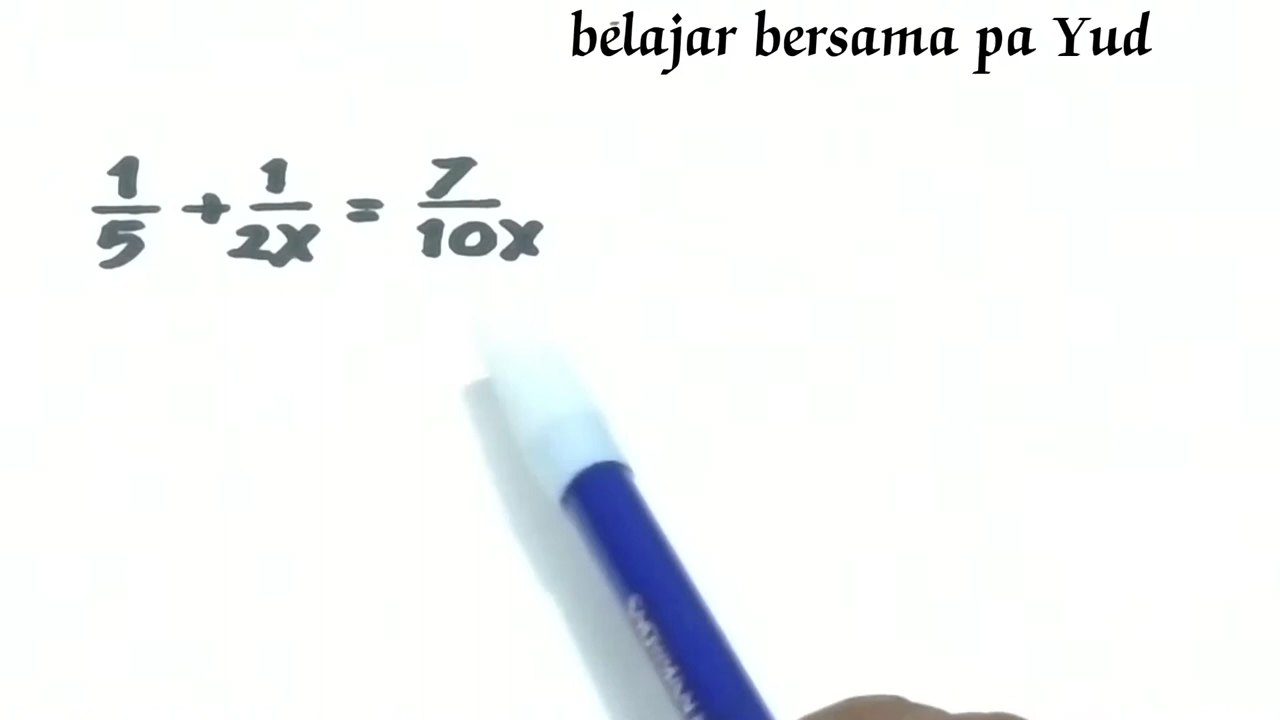 belajar bersama pa Yud
1/5 + 1/2x = 7/10x